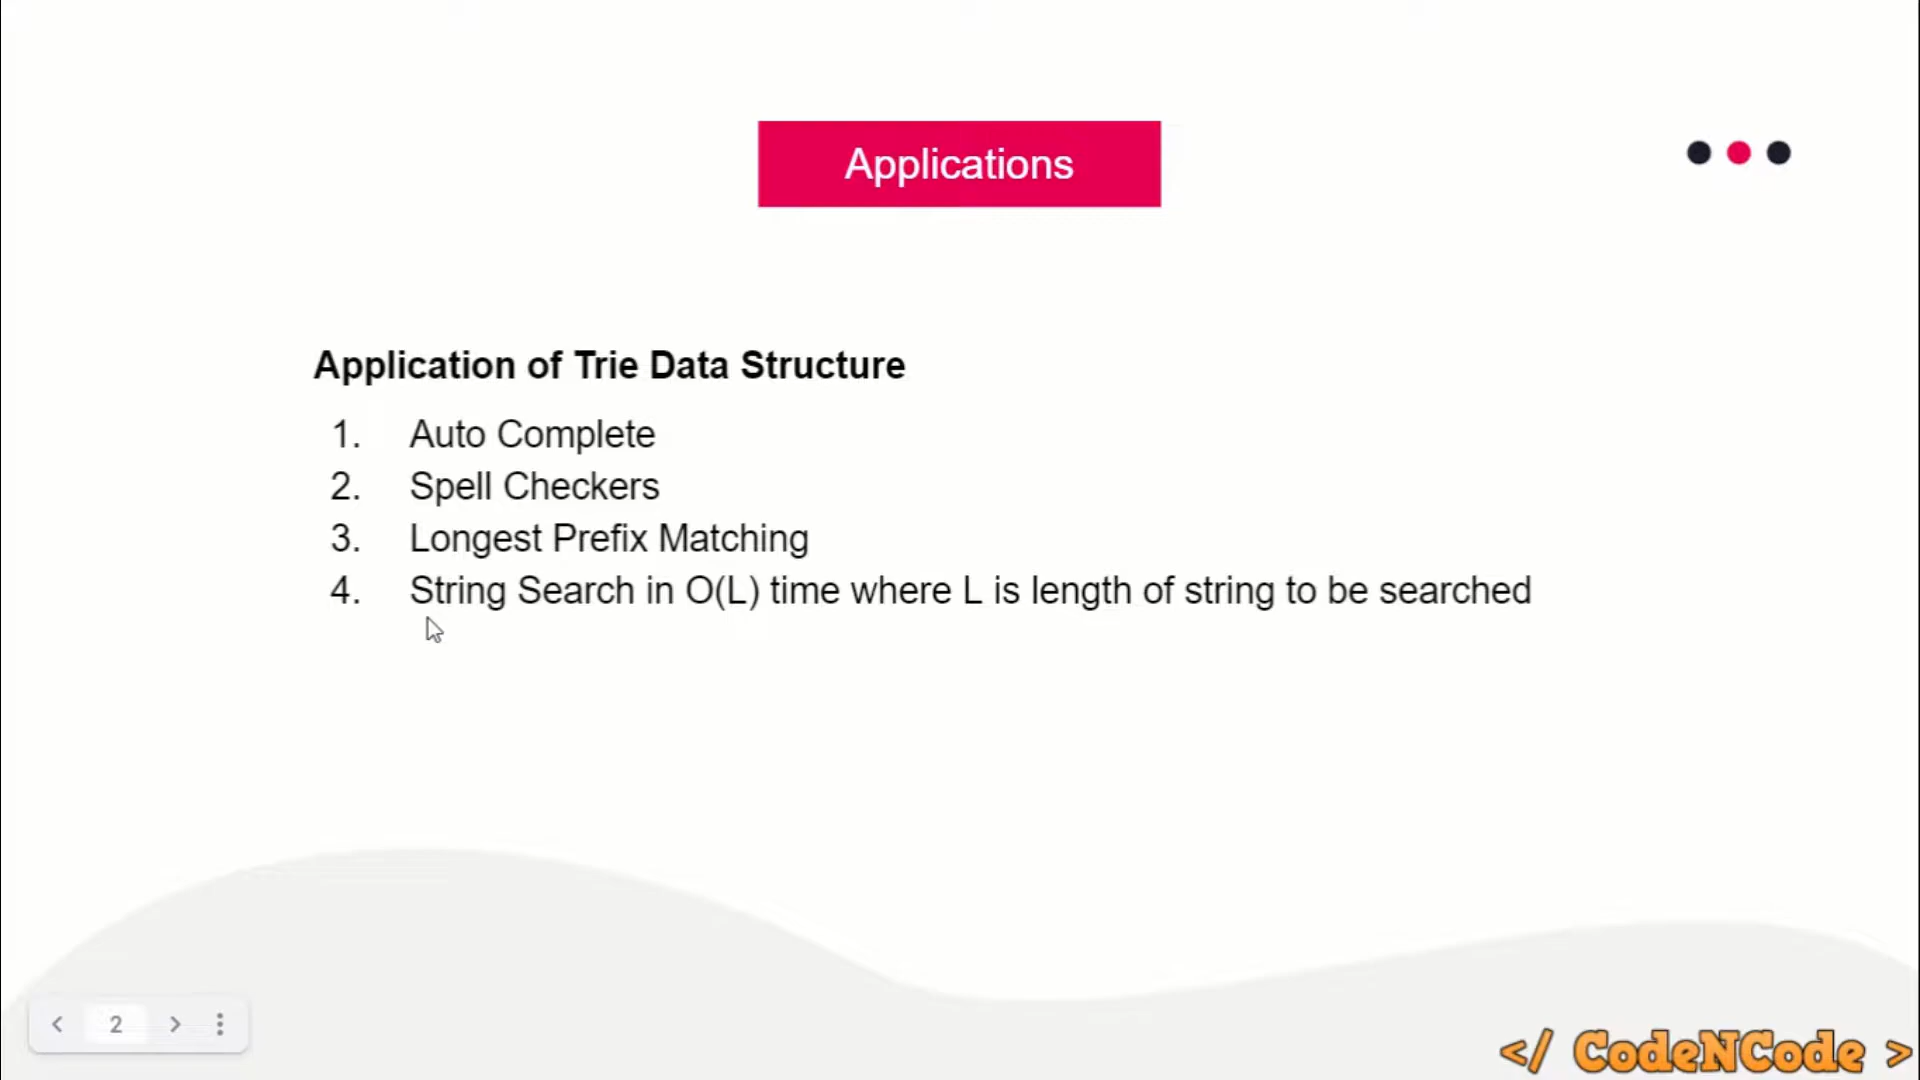 Applications
Application of Trie Data Structure
1. Auto Complete
2. Spell Checkers
3. Longest Prefix Matching
4. String Search in O(L) time where L is length of string to be searched
2
</ CodeNCode >